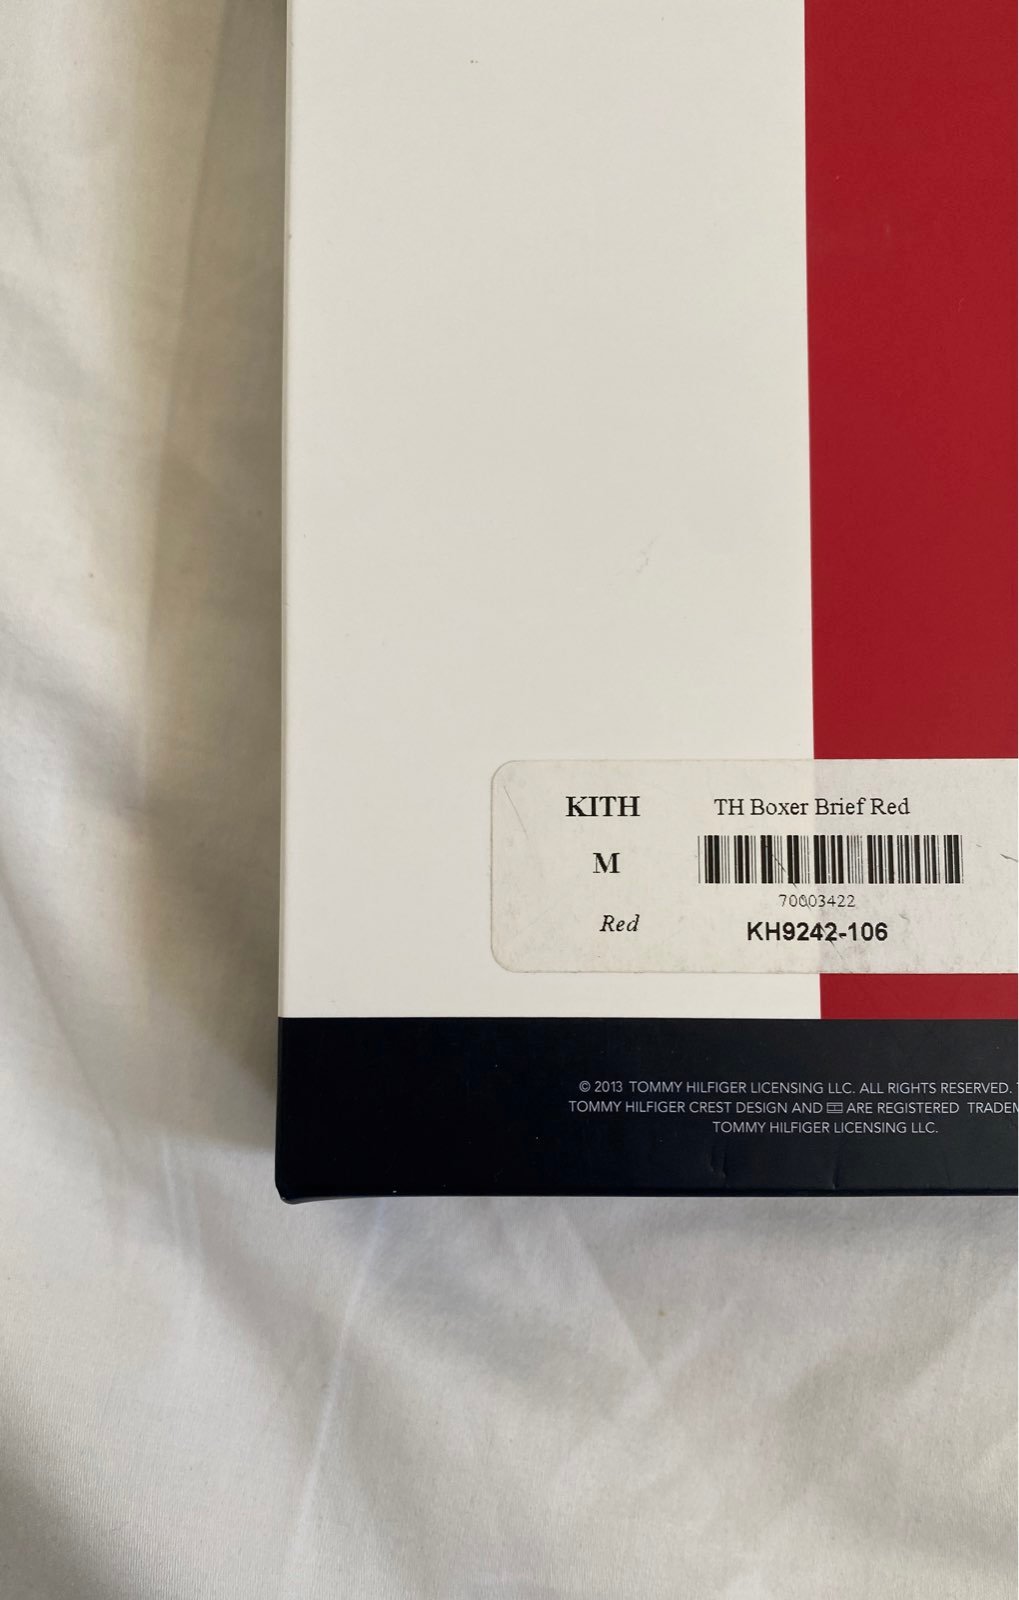 KITH TH Boxer Brief Red
M
70003422
Red KH9242-106
© 2013 TOMMY HILFIGER LICENSING LLC. ALL RIGHTS RESERVED.
TOMMY HILFIGER CREST DESIGN AND ARE REGISTERED
TOMMY HILFIGER LICENSING LLC.